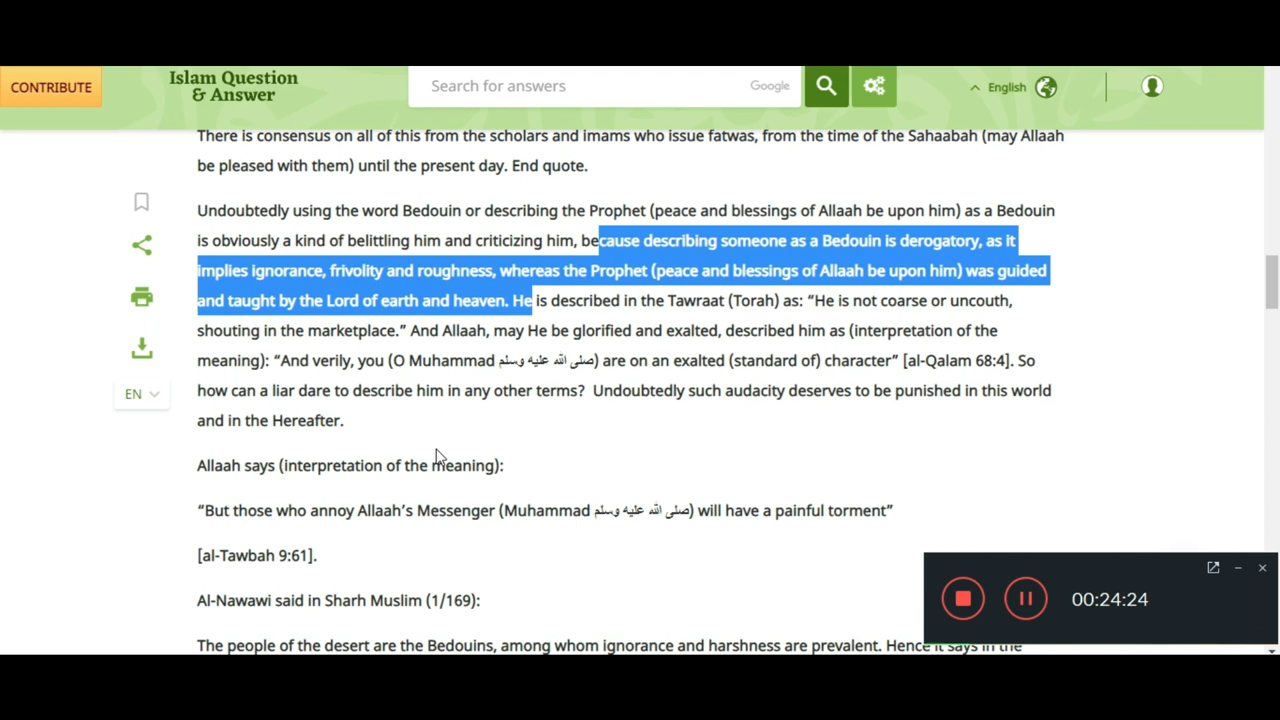 CONTRIBUTE
Islam Question
& Answer
Search for answers
Google
English
There is consensus on all of this from the scholars and imams who issue fatwas, from the time of the Sahaabah (may Allaah
be pleased with them) until the present day. End quote.
Undoubtedly using the word Bedouin or describing the Prophet (peace and blessings of Allaah be upon him) as a Bedouin
is obviously a kind of belittling him and criticizing him, because describing someone as a Bedouin is derogatory, as it
implies ignorance, frivolity and roughness, whereas the Prophet (peace and blessings of Allaah be upon him) was guided
and taught by the Lord of earth and heaven. He is described in the Tawraat (Torah) as: “He is not coarse or uncouth,
shouting in the marketplace.” And Allaah, may He be glorified and exalted, described him as (interpretation of the
meaning): “And verily, you (O Muhammad صلى الله عليه وسلم) are on an exalted (standard of) character” [al-Qalam 68:4]. So
how can a liar dare to describe him in any other terms? Undoubtedly such audacity deserves to be punished in this world
and in the Hereafter.
EN
Allaah says (interpretation of the meaning):
“But those who annoy Allaah’s Messenger (Muhammad صلى الله عليه وسلم) will have a painful torment”
[al-Tawbah 9:61].
Al-Nawawi said in Sharh Muslim (1/169):
The people of the desert are the Bedouins, among whom ignorance and harshness are prevalent. Hence it says in the
00:24:24